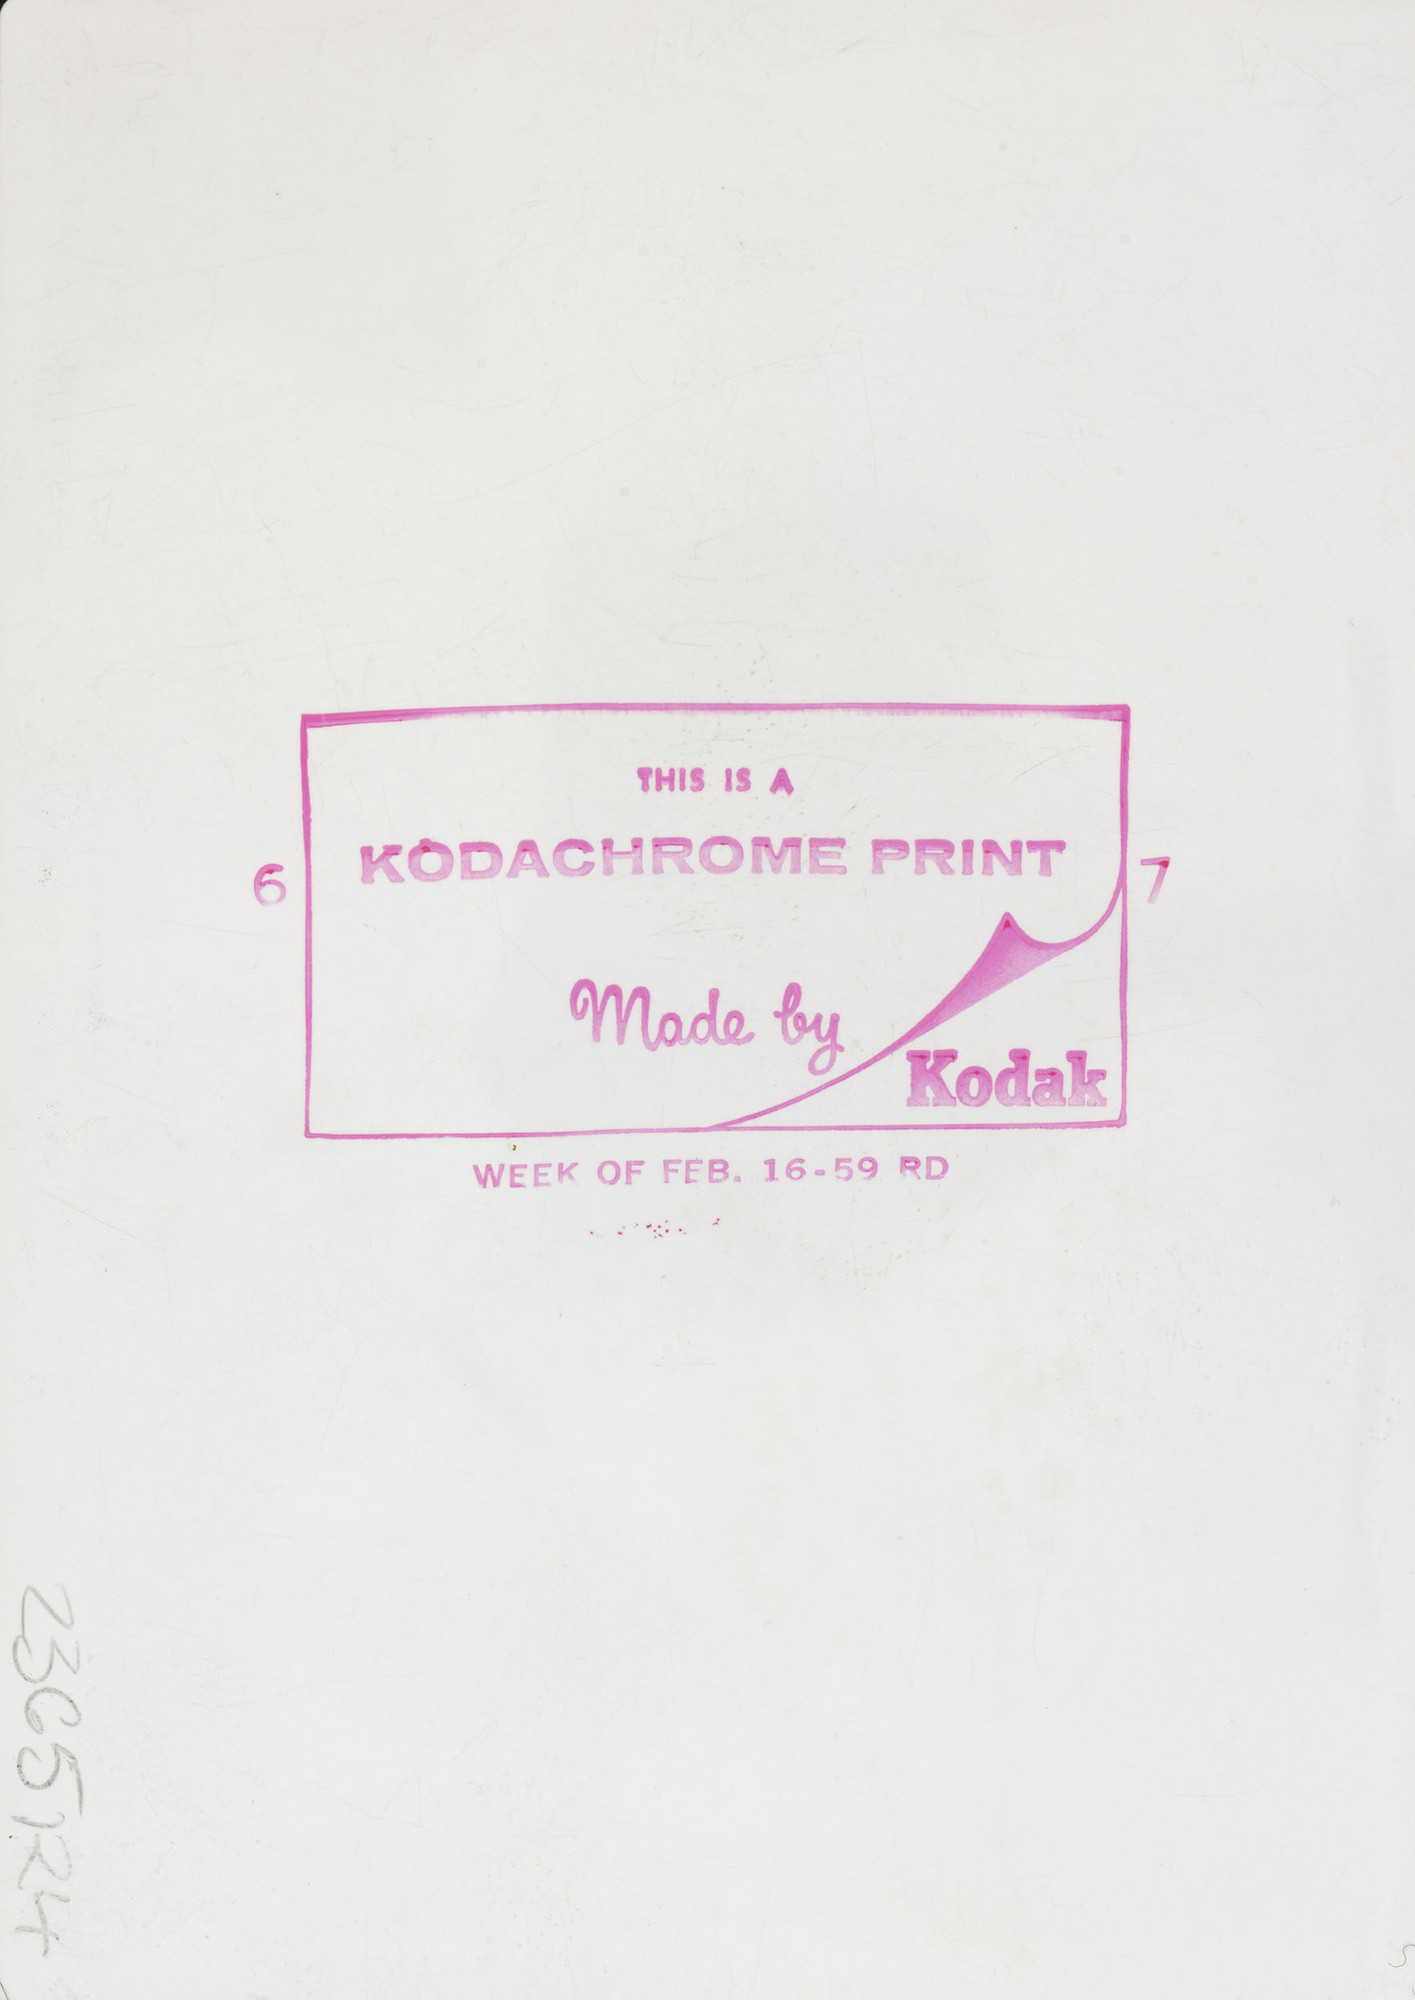 THIS IS A
KODACHROME PRINT
6 7
Made by
Kodak
WEEK OF FEB. 16-59 RD
2365R4